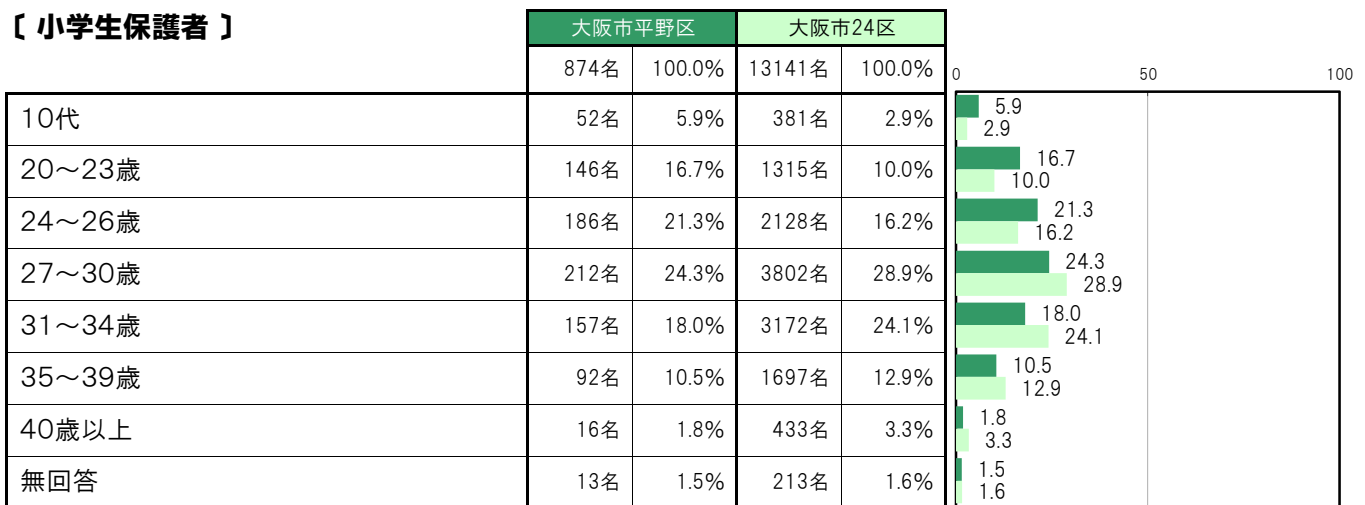 〔 小学生保護者 〕
大阪市平野区 大阪市24区
874名 100.0% 13141名 100.0%
0 50 100
10代 52名 5.9% 381名 2.9% 5.9
2.9
20～23歳 146名 16.7% 1315名 10.0% 16.7
10.0
24～26歳 186名 21.3% 2128名 16.2% 21.3
16.2
27～30歳 212名 24.3% 3802名 28.9% 24.3
28.9
31～34歳 157名 18.0% 3172名 24.1% 18.0
24.1
35～39歳 92名 10.5% 1697名 12.9% 10.5
12.9
40歳以上 16名 1.8% 433名 3.3% 1.8
3.3
無回答 13名 1.5% 213名 1.6% 1.5
1.6